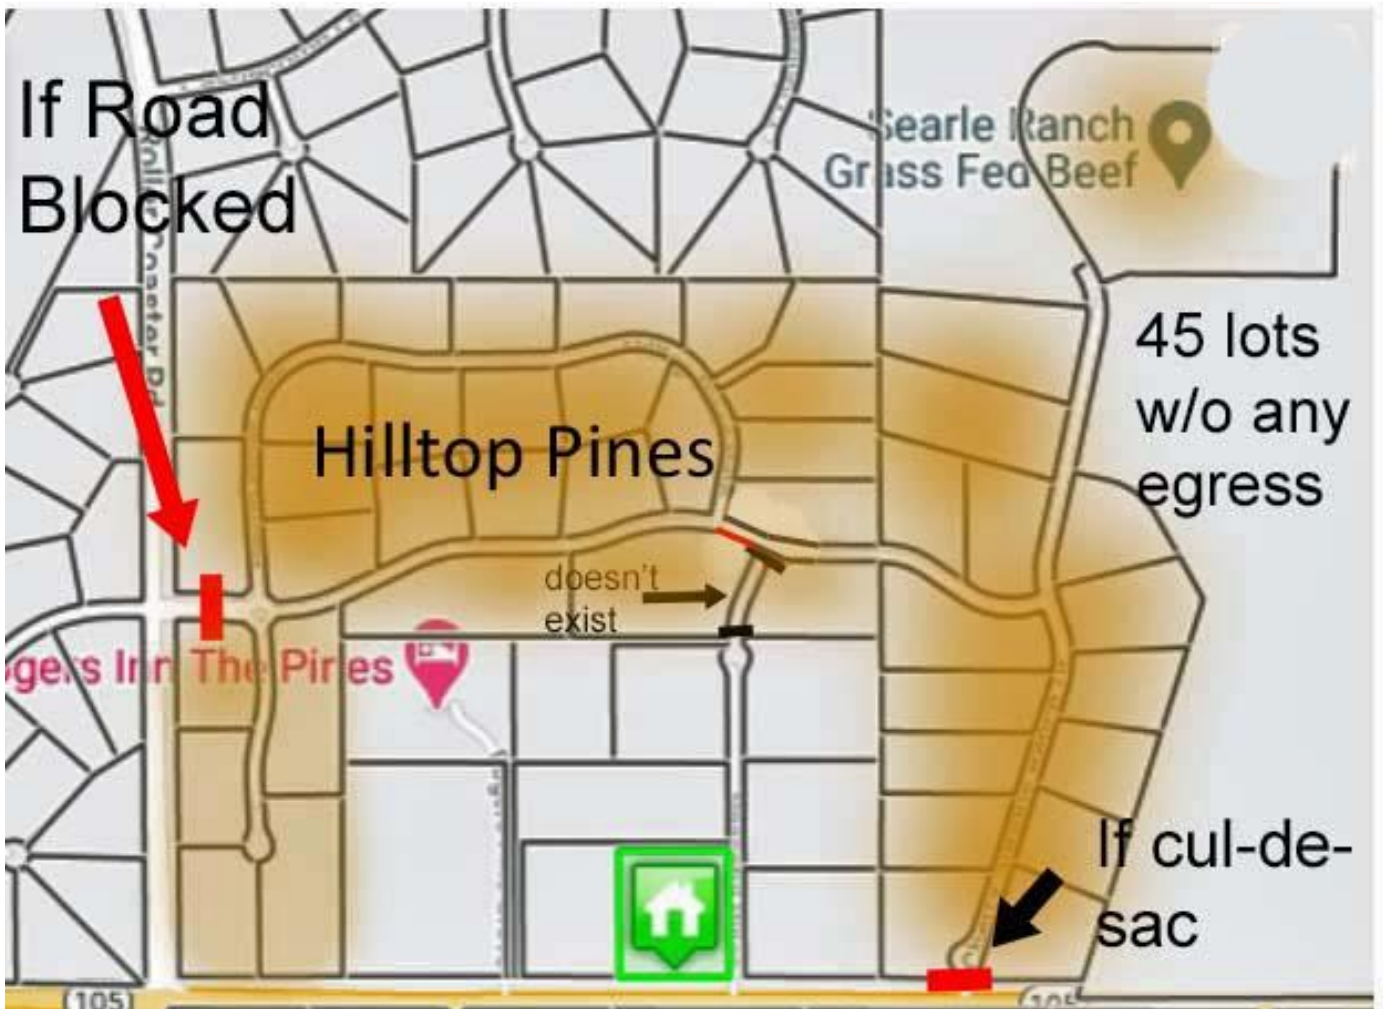 If Road
Blocked
Searle Ranch
Grass Fed Beef
45 lots
w/o any
egress
Hilltop Pines
doesn't
exist
gers Inn The Pines
If cul-de-
sac
105
105